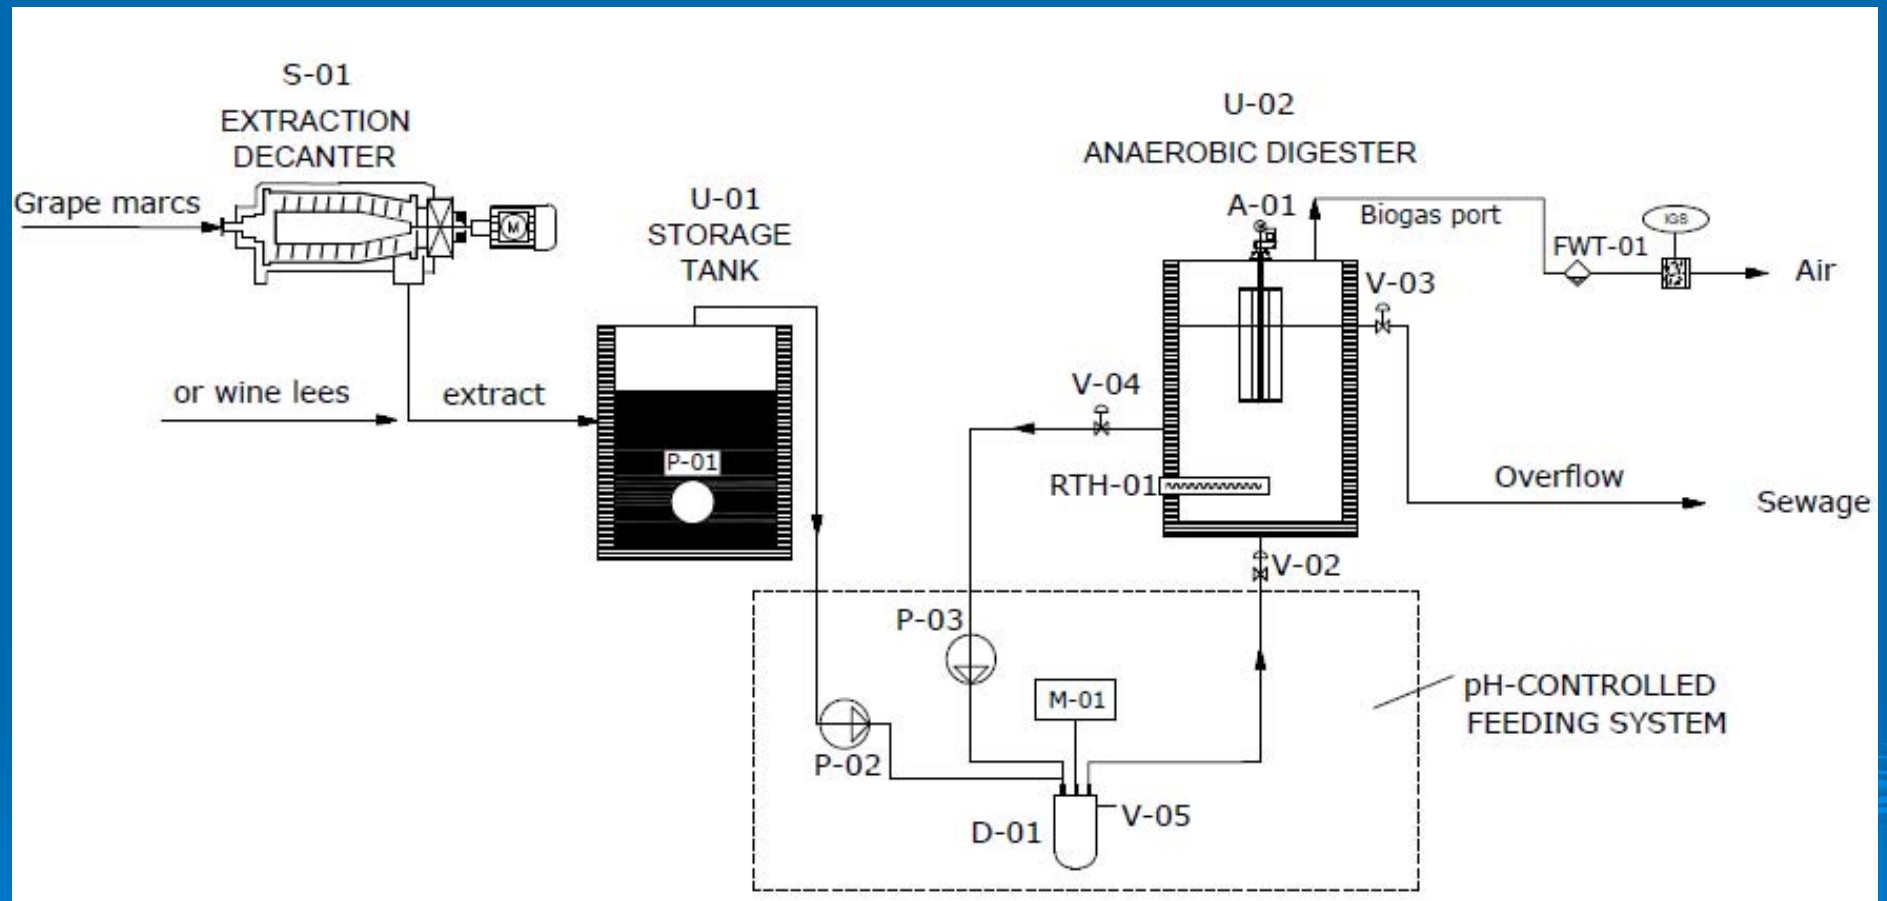 S-01
EXTRACTION
DECANTER
Grape marcs
M
or wine lees
extract
U-01
STORAGE
TANK
P-01
U-02
ANAEROBIC DIGESTER
A-01
Biogas port
IGS
FWT-01
Air
V-03
V-04
RTH-01
Overflow
Sewage
V-02
P-03
M-01
P-02
D-01
V-05
pH-CONTROLLED
FEEDING SYSTEM